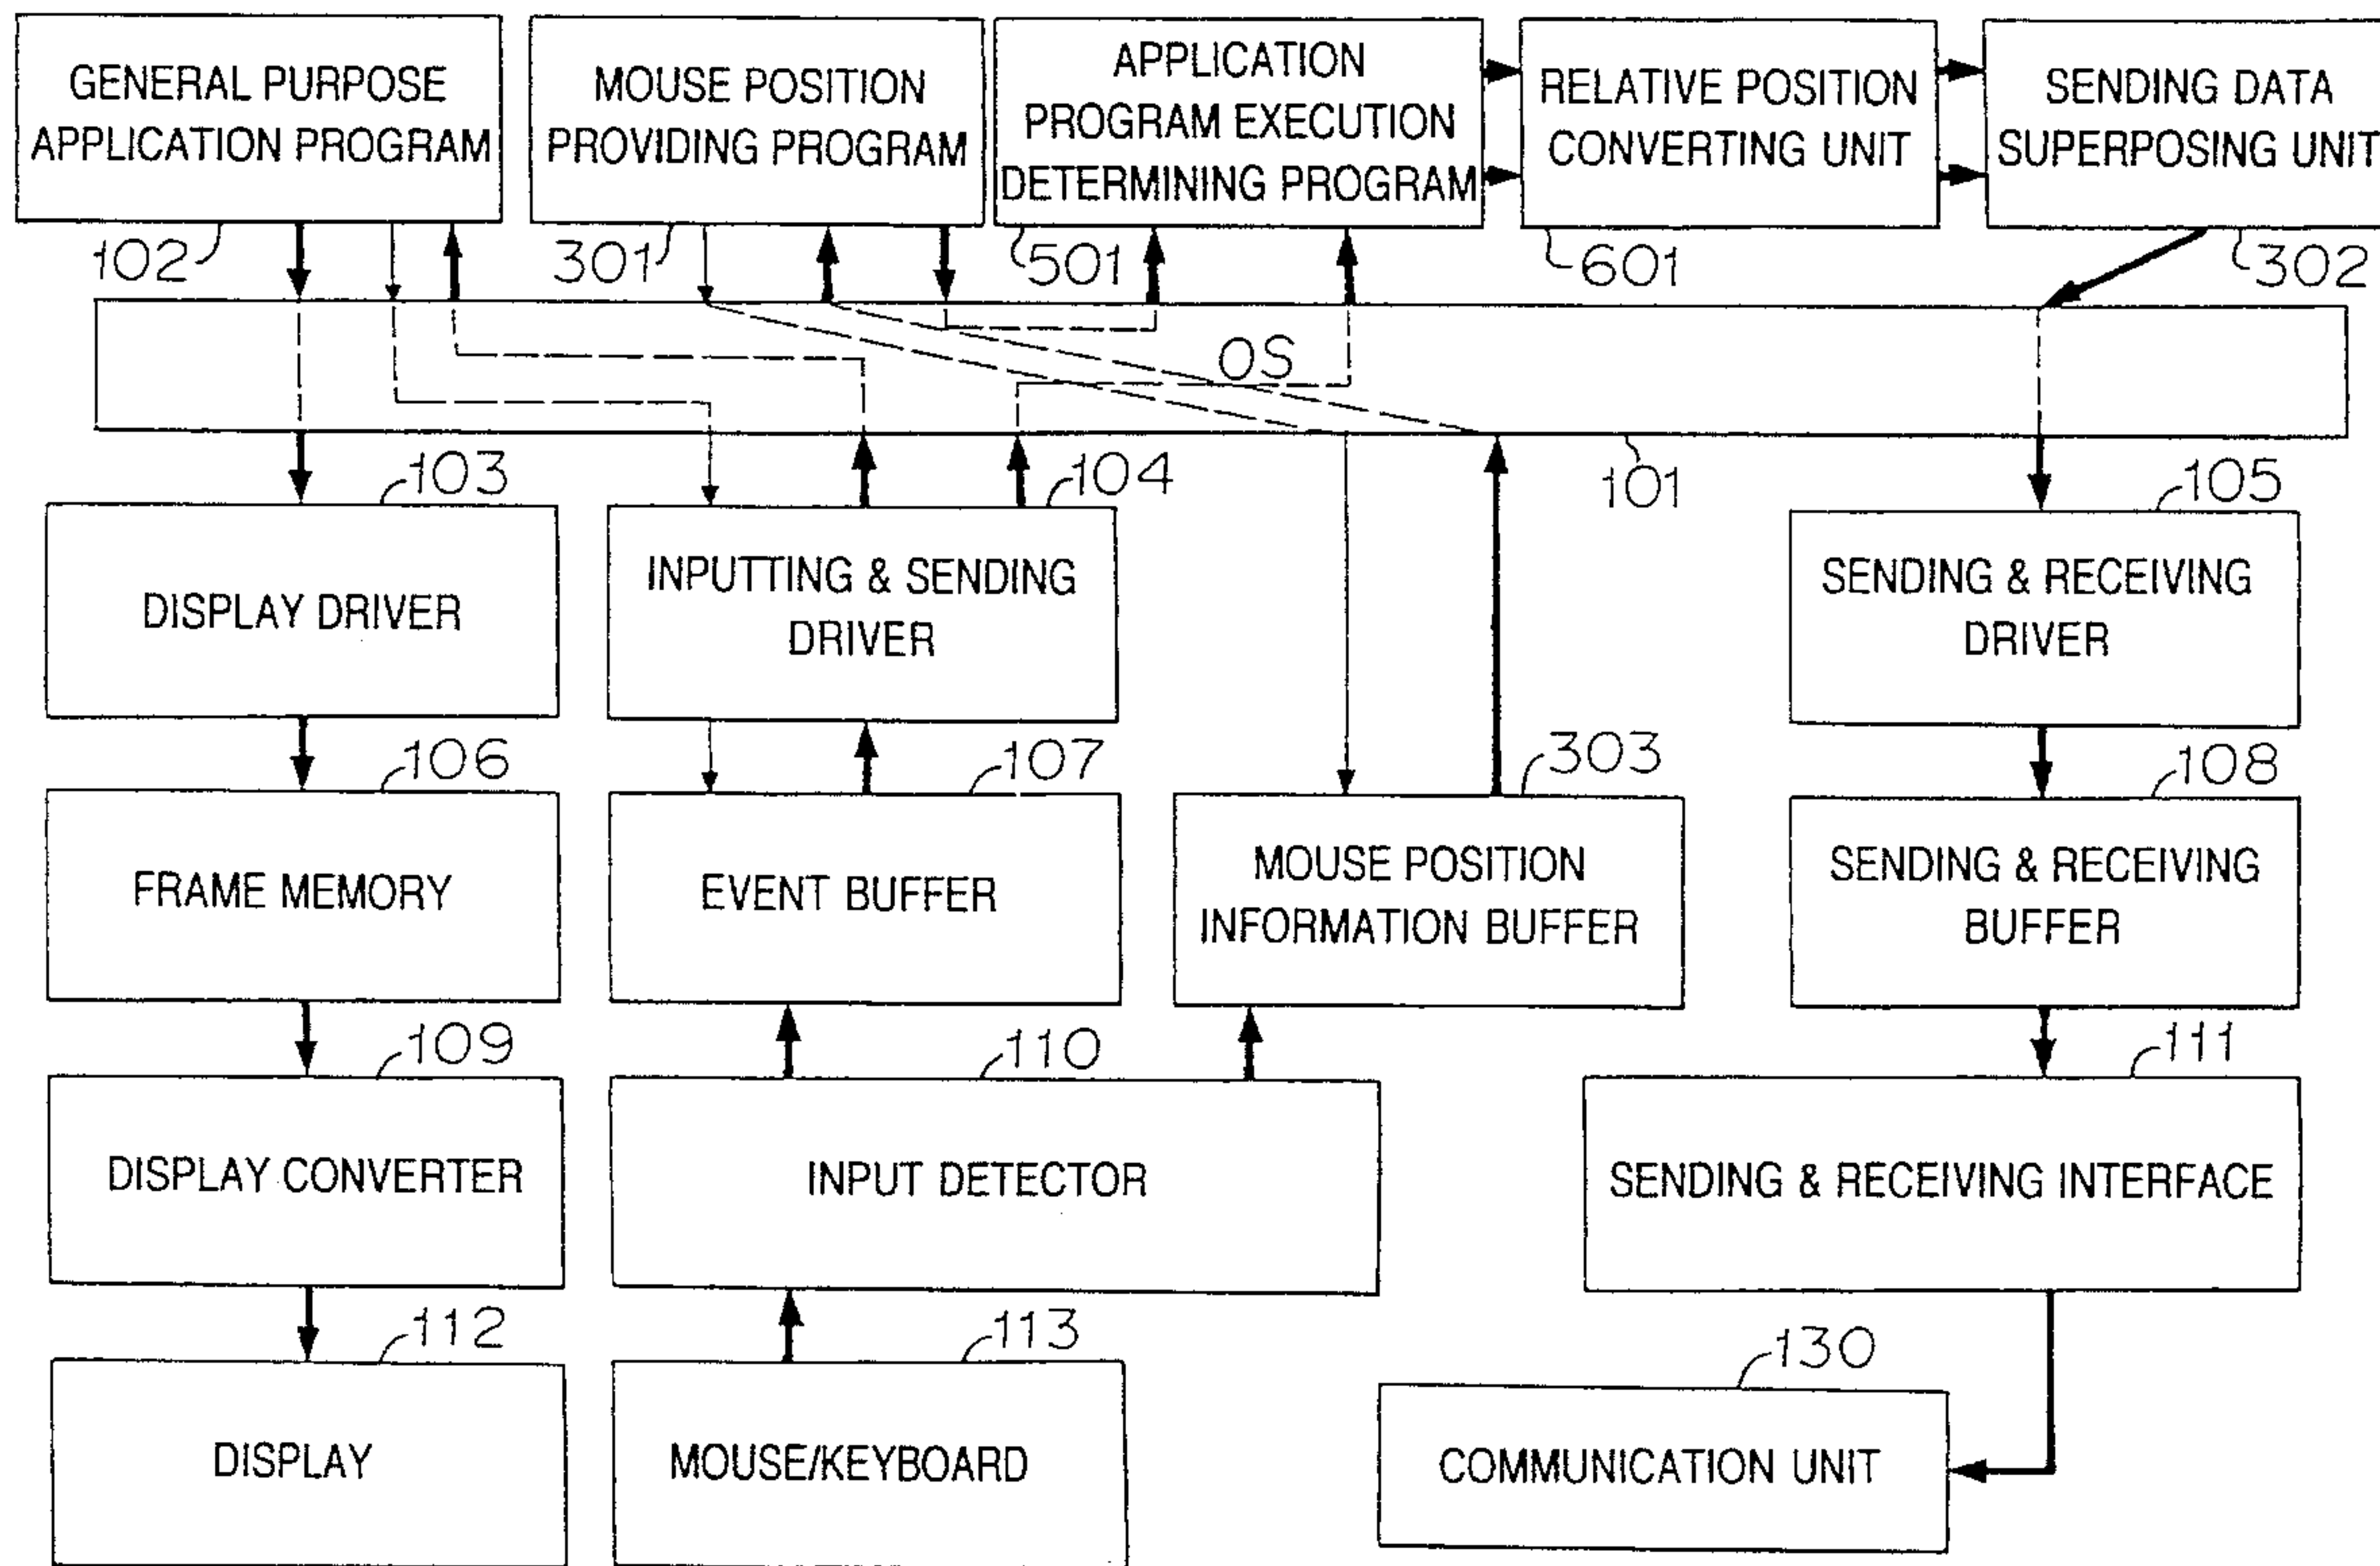 GENERAL PURPOSE
APPLICATION PROGRAM
MOUSE POSITION
PROVIDING PROGRAM
APPLICATION
PROGRAM EXECUTION
DETERMINING PROGRAM
RELATIVE POSITION
CONVERTING UNIT
SENDING DATA
SUPERPOSING UNIT
102
301
501
601
302
OS
103
104
101
105
DISPLAY DRIVER
INPUTTING & SENDING
DRIVER
SENDING & RECEIVING
DRIVER
106
107
303
108
FRAME MEMORY
EVENT BUFFER
MOUSE POSITION
INFORMATION BUFFER
SENDING & RECEIVING
BUFFER
109
110
111
DISPLAY CONVERTER
INPUT DETECTOR
SENDING & RECEIVING INTERFACE
112
113
130
DISPLAY
MOUSE/KEYBOARD
COMMUNICATION UNIT